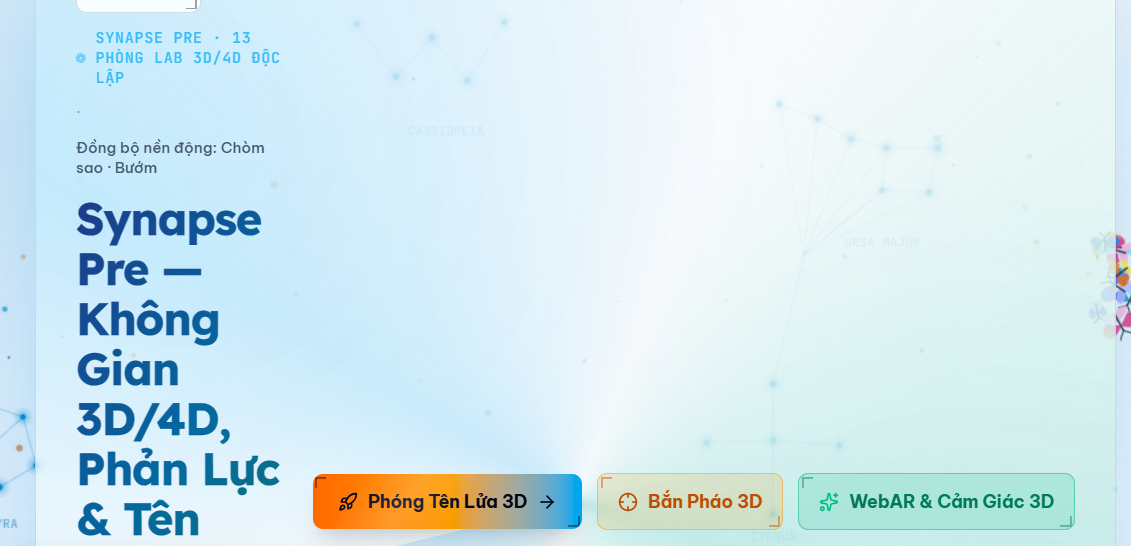 SYNAPSE PRE · 13
PHÒNG LAB 3D/4D ĐỘC
LẬP
·
Đồng bộ nền động: Chòm
sao · Bướm
Synapse
Pre —
Không
Gian
3D/4D,
Phản Lực
& Tên
CASSIOPEIA
URSA MAJOR
YRA
Phóng Tên Lửa 3D →
Bắn Pháo 3D
WebAR & Cảm Giác 3D
CYGNUS